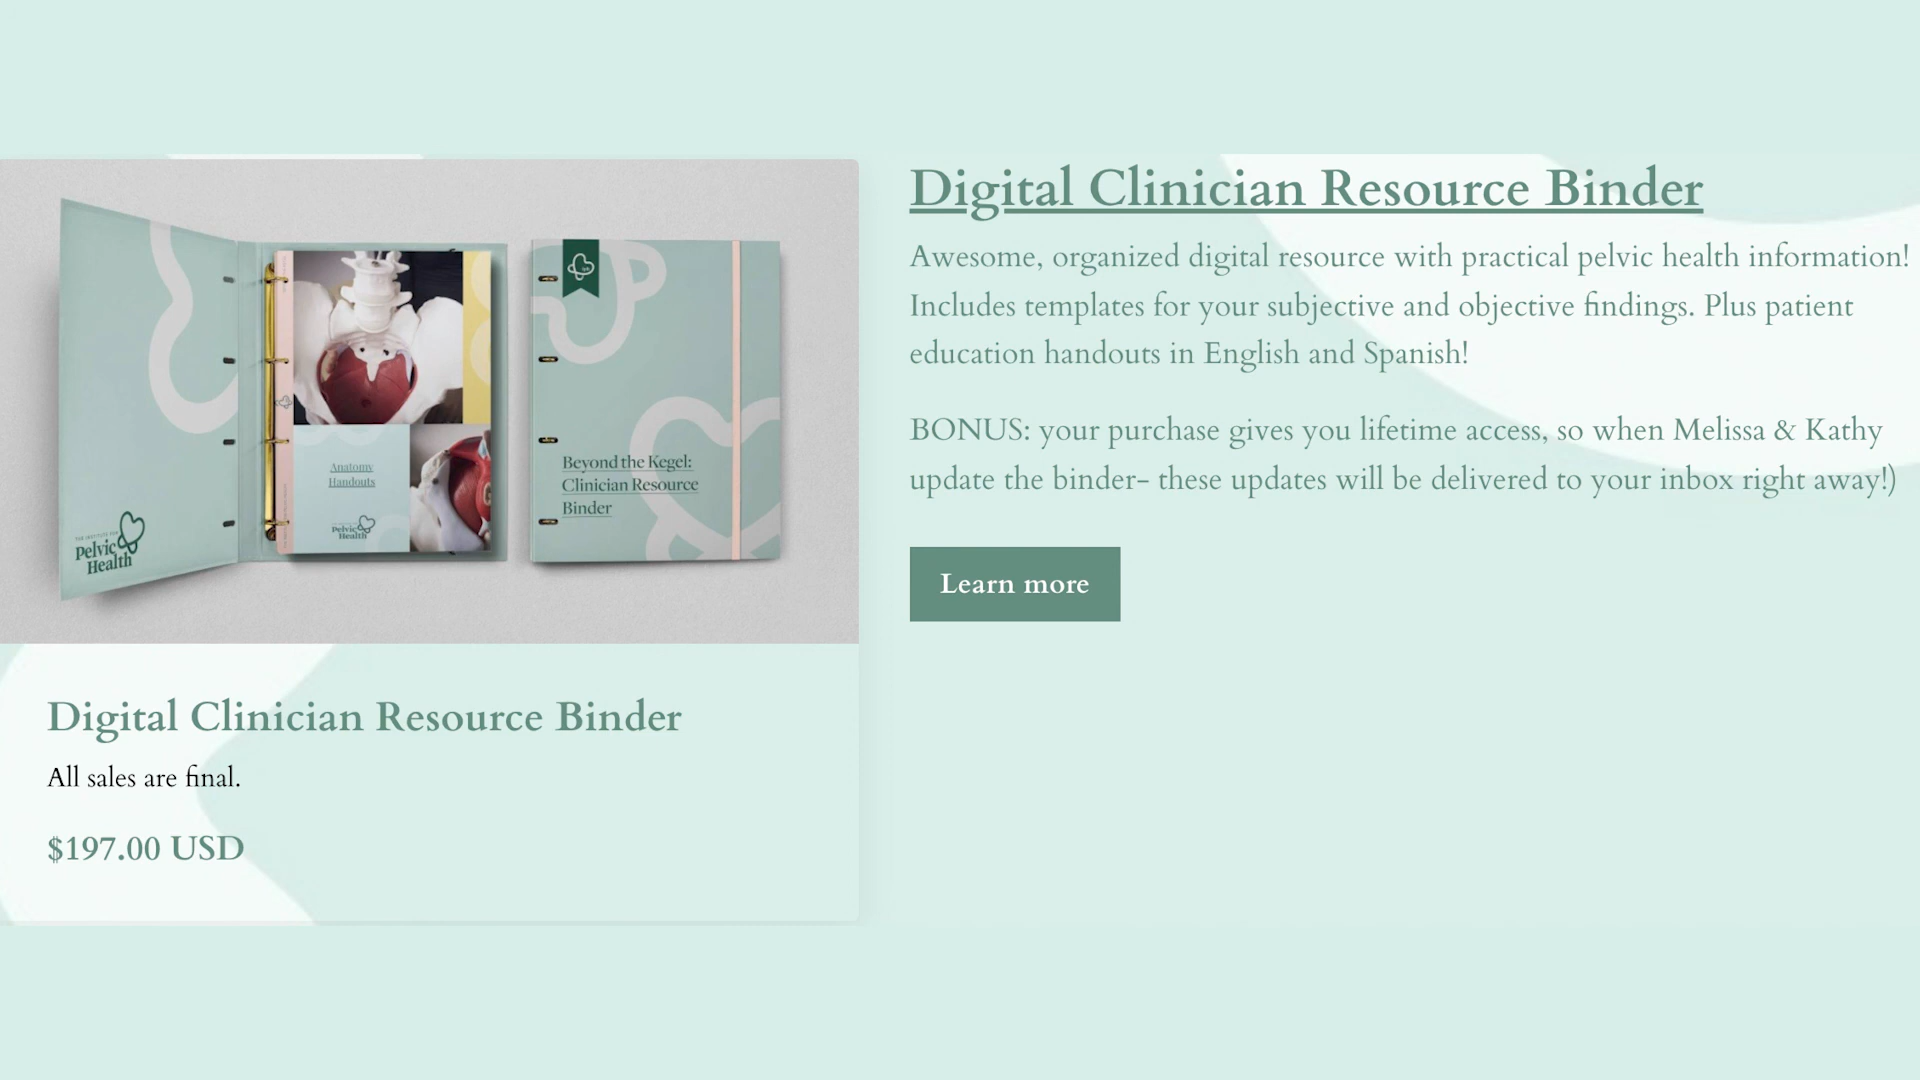 Anatomy
Handouts
Pelvic
Health
THE INSTITUTE FOR
Pelvic
Health
Beyond the Kegel:
Clinician Resource
Binder
Digital Clinician Resource Binder
All sales are final.
$197.00 USD
Digital Clinician Resource Binder
Awesome, organized digital resource with practical pelvic health information!
Includes templates for your subjective and objective findings. Plus patient
education handouts in English and Spanish!
BONUS: your purchase gives you lifetime access, so when Melissa & Kathy
update the binder- these updates will be delivered to your inbox right away!)
Learn more